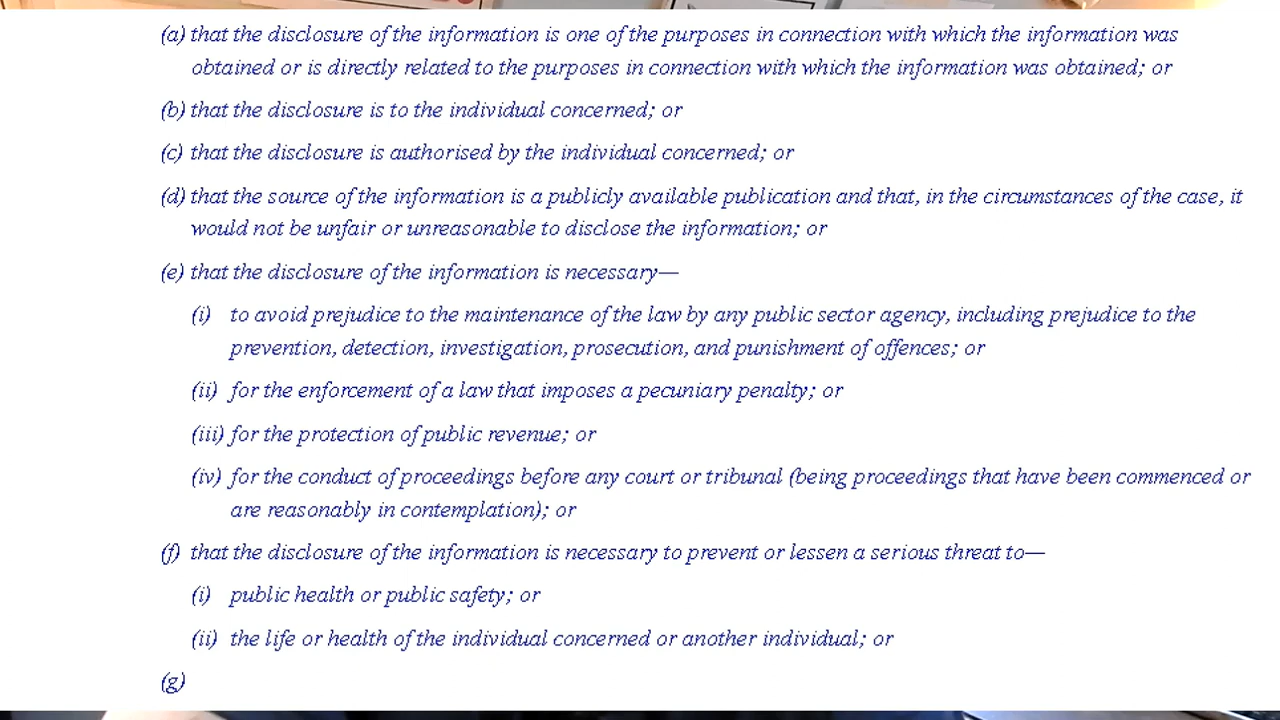 (a) that the disclosure of the information is one of the purposes in connection with which the information was
obtained or is directly related to the purposes in connection with which the information was obtained; or
(b) that the disclosure is to the individual concerned; or
(c) that the disclosure is authorised by the individual concerned; or
(d) that the source of the information is a publicly available publication and that, in the circumstances of the case, it
would not be unfair or unreasonable to disclose the information; or
(e) that the disclosure of the information is necessary—
(i) to avoid prejudice to the maintenance of the law by any public sector agency, including prejudice to the
prevention, detection, investigation, prosecution, and punishment of offences; or
(ii) for the enforcement of a law that imposes a pecuniary penalty; or
(iii) for the protection of public revenue; or
(iv) for the conduct of proceedings before any court or tribunal (being proceedings that have been commenced or
are reasonably in contemplation); or
(f) that the disclosure of the information is necessary to prevent or lessen a serious threat to—
(i) public health or public safety; or
(ii) the life or health of the individual concerned or another individual; or
(g)